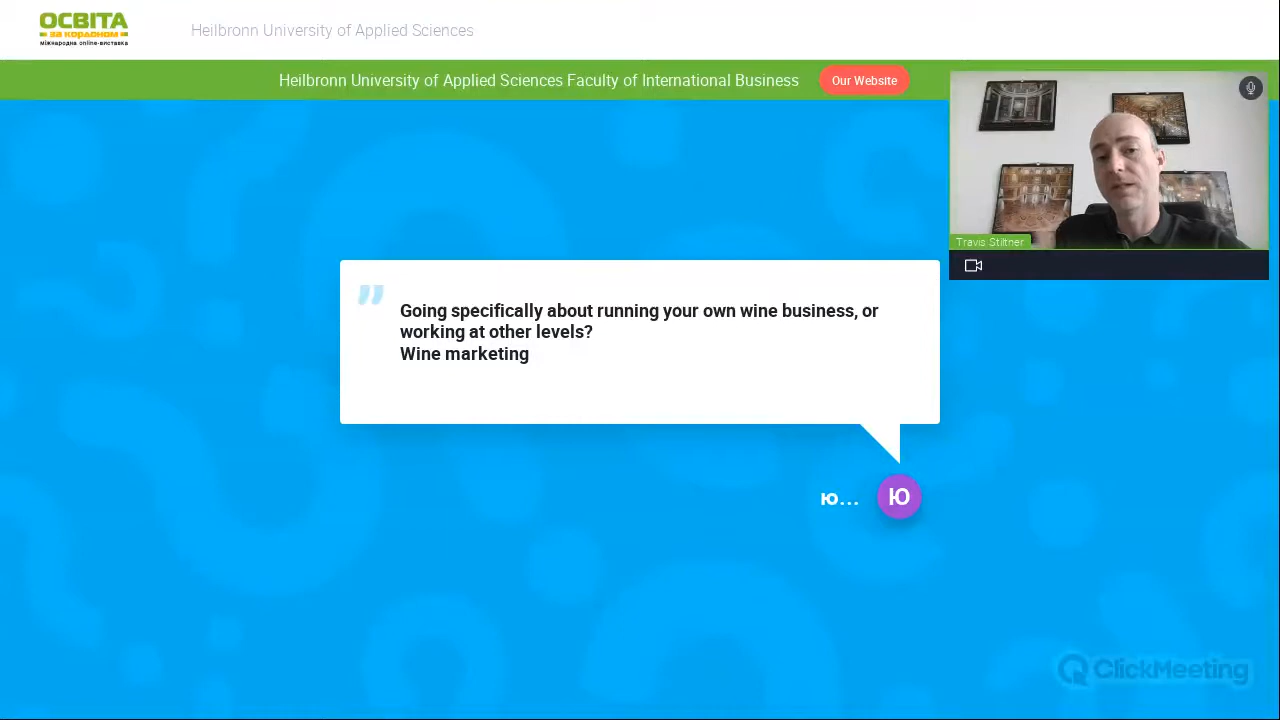 ОСВІТА
за кордоном
міжнародна online-виставка
Heilbronn University of Applied Sciences
Heilbronn University of Applied Sciences Faculty of International Business
Our Website
Travis Stiltner
Going specifically about running your own wine business, or
working at other levels?
Wine marketing
ю...
Ю
ClickMeeting